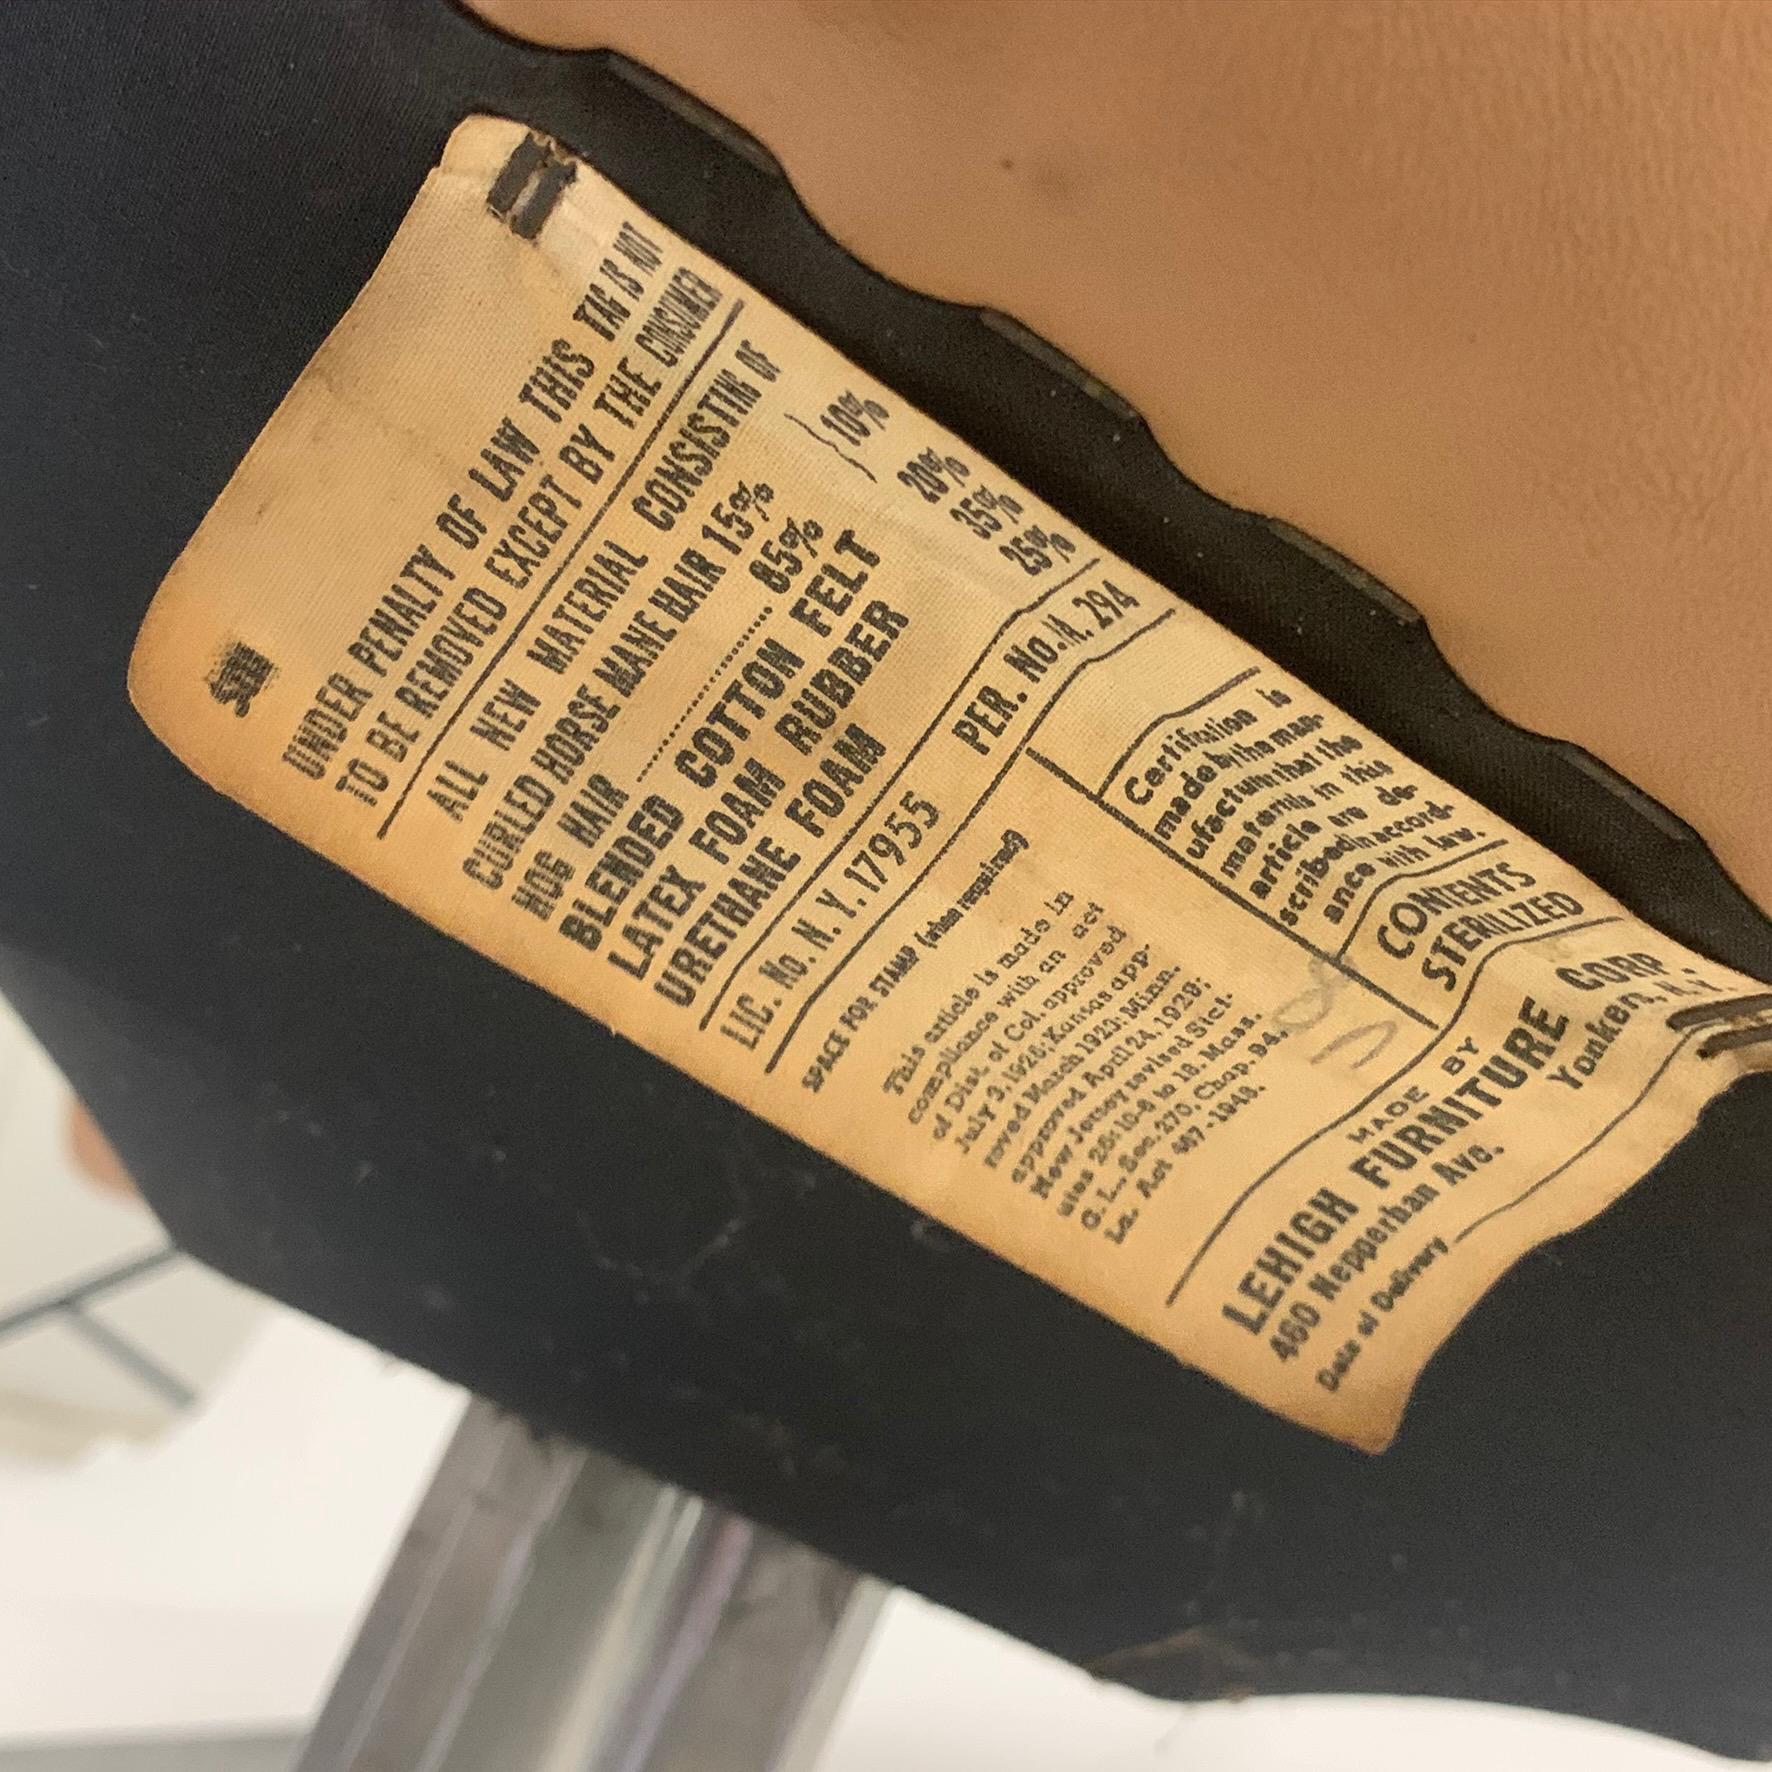 UNDER PENALTY OF LAW THIS TAG IS NOT
TO BE REMOVED EXCEPT BY THE CONSUMER
ALL NEW MATERIAL CONSISTING OF
CURLED HORSE MANE HAIR 15% } 10%
HOG HAIR .................. 85%
BLENDED COTTON FELT 20%
LATEX FOAM RUBBER 35%
URETHANE FOAM 25%
LIC. No. N.Y. 17955 PER. No. 294
SPACE FOR STAMP (when required)
This article is made in
compliance with an act
of Dist. of Col. approved
July 3, 1926; Kansas app-
roved March 1923; Minn.
approved April 24, 1929;
New Jersey revised Stat-
utes 26:10-6 to 18. Mass.
G. L. Sec. 270, Chap. 94.
La. Act 467-1948.
Certification is
made by the man-
ufacturer that the
materials in this
article are de-
scribed in accord-
ance with law.
CONTENTS
STERILIZED
MADE BY
LEHIGH FURNITURE CORP.
460 Nepperhan Ave. Yonkers, N.Y.
Date of Delivery